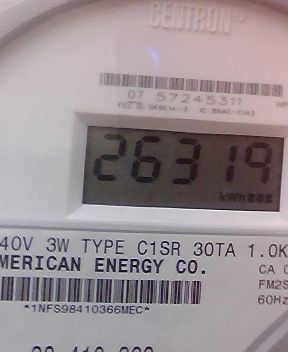 CENTRON
07 57245311
26319
kWh
40V 3W TYPE C1SR 30TA 1.0K
MERICAN ENERGY CO.
CA 0
FM2S
60Hz
*1NFS98410366MEC*